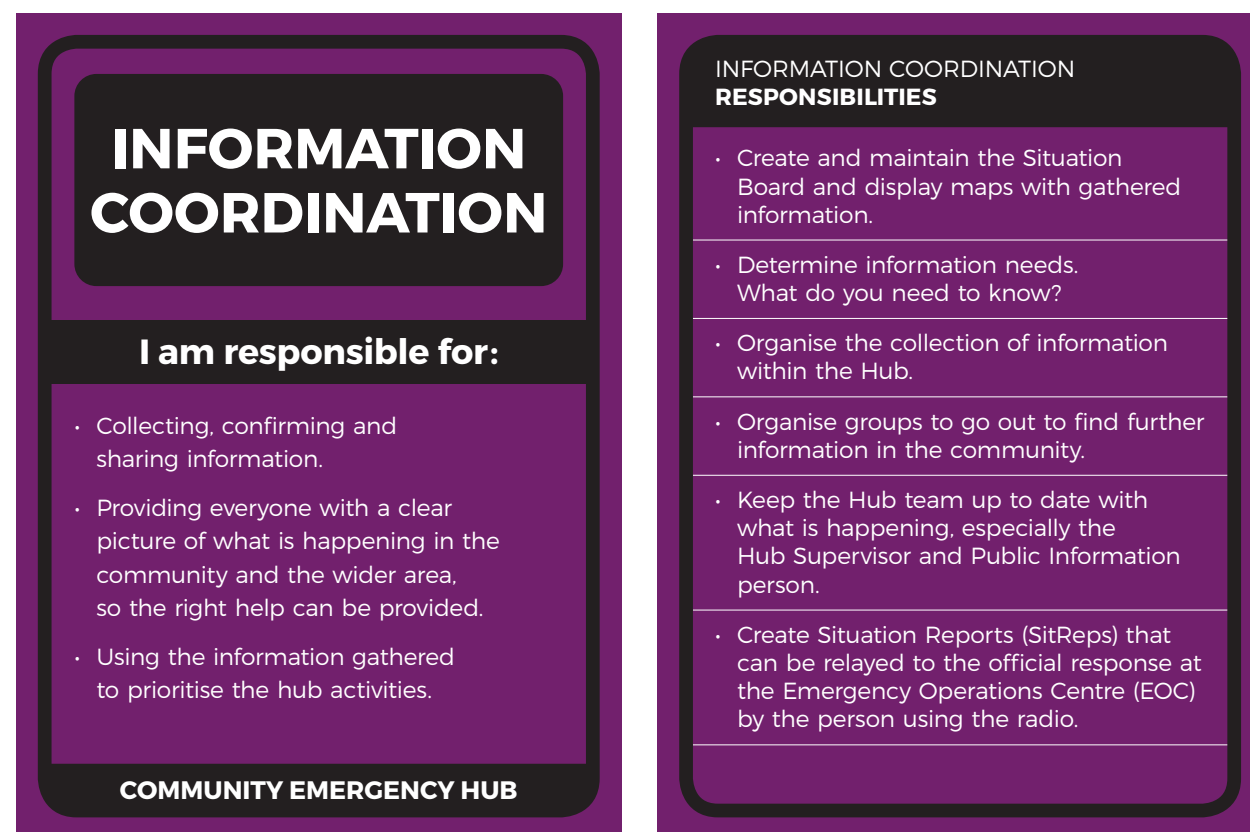 INFORMATION
COORDINATION
I am responsible for:
• Collecting, confirming and
sharing information.
• Providing everyone with a clear
picture of what is happening in the
community and the wider area,
so the right help can be provided.
• Using the information gathered
to prioritise the hub activities.
COMMUNITY EMERGENCY HUB
INFORMATION COORDINATION
RESPONSIBILITIES
• Create and maintain the Situation
Board and display maps with gathered
information.
• Determine information needs.
What do you need to know?
• Organise the collection of information
within the Hub.
• Organise groups to go out to find further
information in the community.
• Keep the Hub team up to date with
what is happening, especially the
Hub Supervisor and Public Information
person.
• Create Situation Reports (SitReps) that
can be relayed to the official response at
the Emergency Operations Centre (EOC)
by the person using the radio.